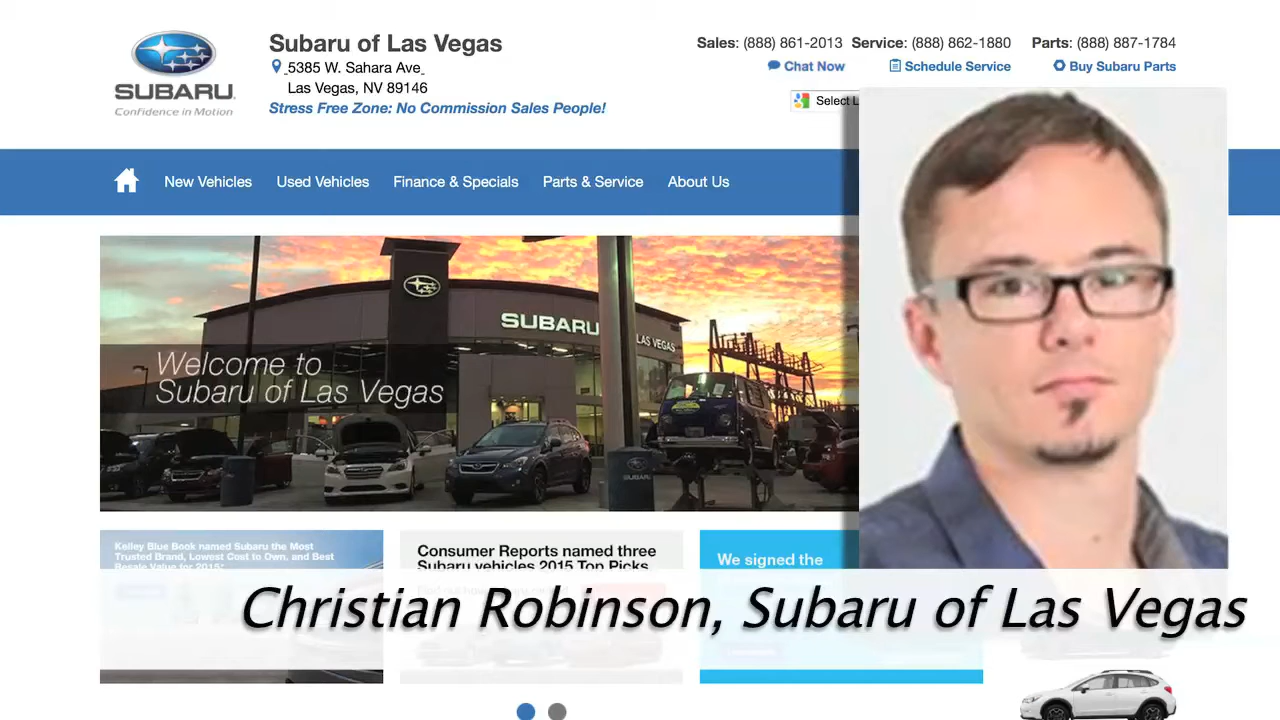 SUBARU
Confidence in Motion
Subaru of Las Vegas
5385 W. Sahara Ave
Las Vegas, NV 89146
Stress Free Zone: No Commission Sales People!
Sales: (888) 861-2013 Service: (888) 862-1880 Parts: (888) 887-1784
Chat Now Schedule Service Buy Subaru Parts
Select L
New Vehicles Used Vehicles Finance & Specials Parts & Service About Us
SUBARU
LAS VEGAS
Welcome to
Subaru of Las Vegas
SUBARU
Kelley Blue Book named Subaru the Most
Trusted Brand, Lowest Cost to Own, and Best
Resale Value for 2015.*
Consumer Reports named three
Subaru vehicles 2015 Top Picks
We signed the
Christian Robinson, Subaru of Las Vegas